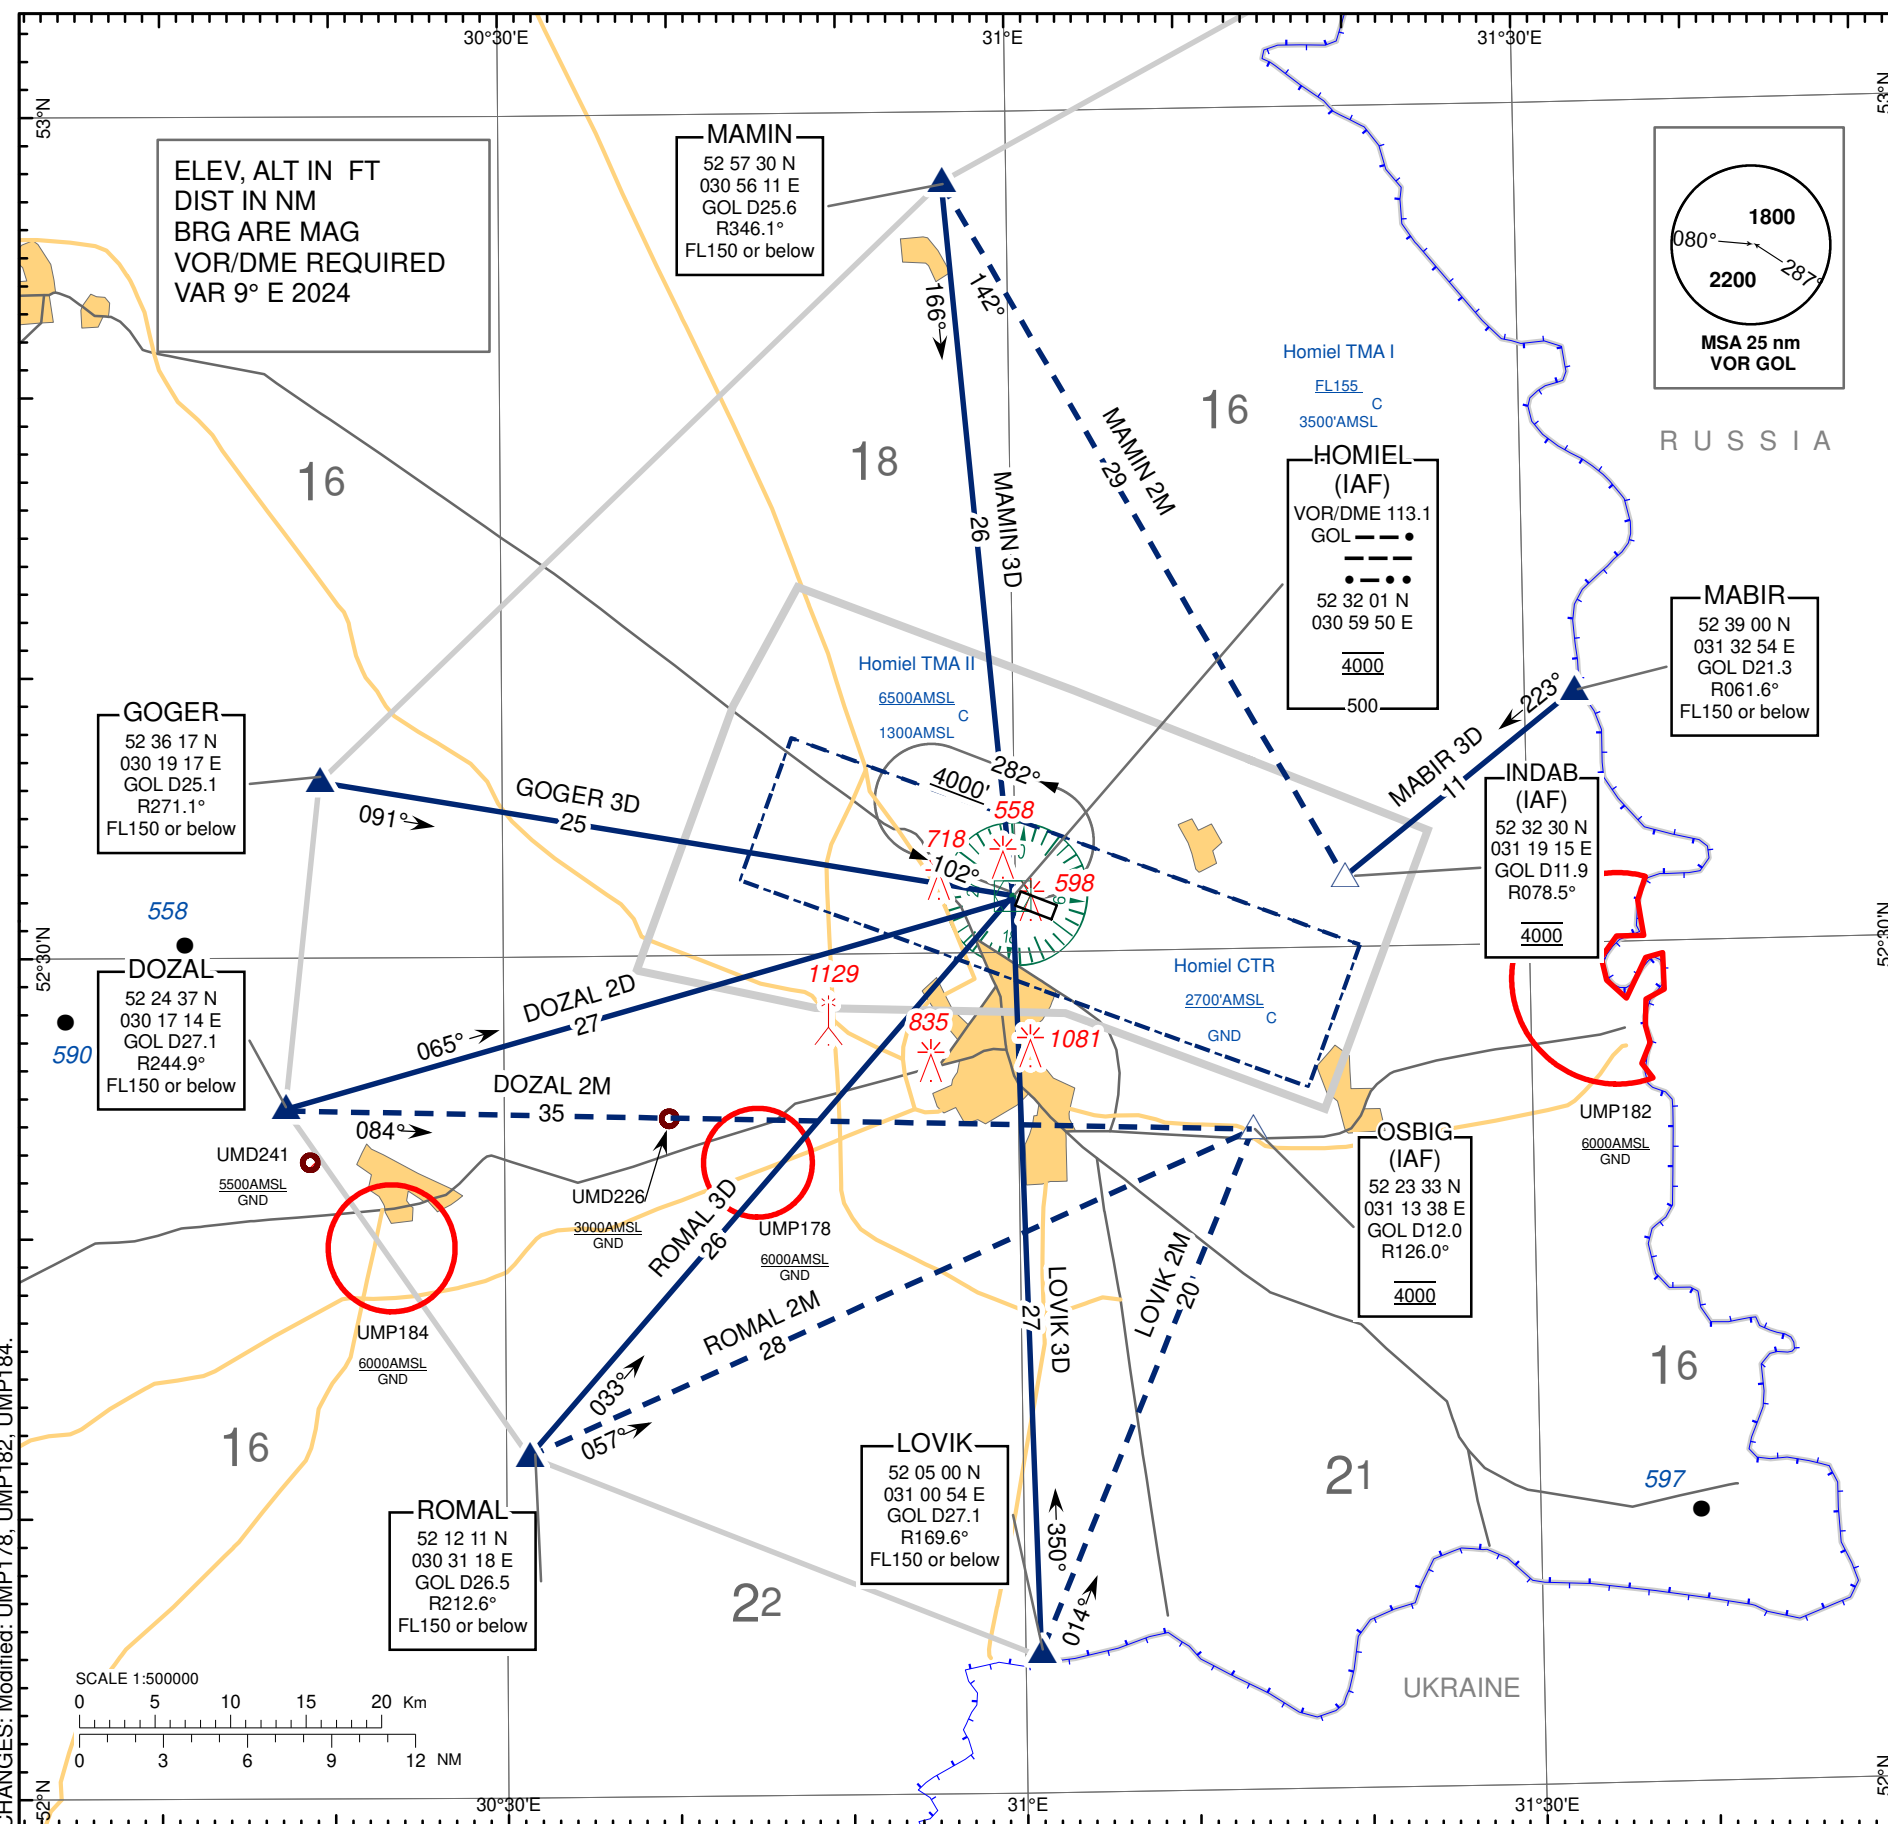 30°30'E
31°E
31°30'E
53°N
53°N
ELEV, ALT IN FT
DIST IN NM
BRG ARE MAG
VOR/DME REQUIRED
VAR 9° E 2024
MAMIN
52 57 30 N
030 56 11 E
GOL D25.6
R346.1°
FL150 or below
1800
080°
287°
2200
MSA 25 nm
VOR GOL
166°
142°
Homiel TMA I
FL155
C
3500'AMSL
16
18
16
RUSSIA
MAMIN 2M
29
MAMIN 3D
26
HOMIEL
(IAF)
VOR/DME 113.1
GOL
52 32 01 N
030 59 50 E
4000
500
MABIR
52 39 00 N
031 32 54 E
GOL D21.3
R061.6°
FL150 or below
223°
MABIR 3D
11
Homiel TMA II
6500AMSL
C
1300AMSL
GOGER
52 36 17 N
030 19 17 E
GOL D25.1
R271.1°
FL150 or below
GOGER 3D
25
091°
282°
4000'
558
718
102°
598
18
INDAB
(IAF)
52 32 30 N
031 19 15 E
GOL D11.9
R078.5°
4000
558
590
52°30'N
52°30'N
DOZAL
52 24 37 N
030 17 14 E
GOL D27.1
R244.9°
FL150 or below
DOZAL 2D
27
065°
1129
835
1081
Homiel CTR
2700'AMSL
C
GND
DOZAL 2M
35
084°
UMD241
5500AMSL
GND
UMD226
3000AMSL
GND
UMP178
6000AMSL
GND
UMP182
6000AMSL
GND
OSBIG
(IAF)
52 23 33 N
031 13 38 E
GOL D12.0
R126.0°
4000
UMP184
6000AMSL
GND
ROMAL 3D
26
ROMAL 2M
28
033°
057°
LOVIK 3D
27
LOVIK 2M
20
16
16
21
22
597
LOVIK
52 05 00 N
031 00 54 E
GOL D27.1
R169.6°
FL150 or below
350°
014°
ROMAL
52 12 11 N
030 31 18 E
GOL D26.5
R212.6°
FL150 or below
UKRAINE
SCALE 1:500000
0 5 10 15 20 Km
0 3 6 9 12 NM
52°N
52°N
30°30'E
31°E
31°30'E
CHANGES: Modified: UMP178, UMP182, UMP184.